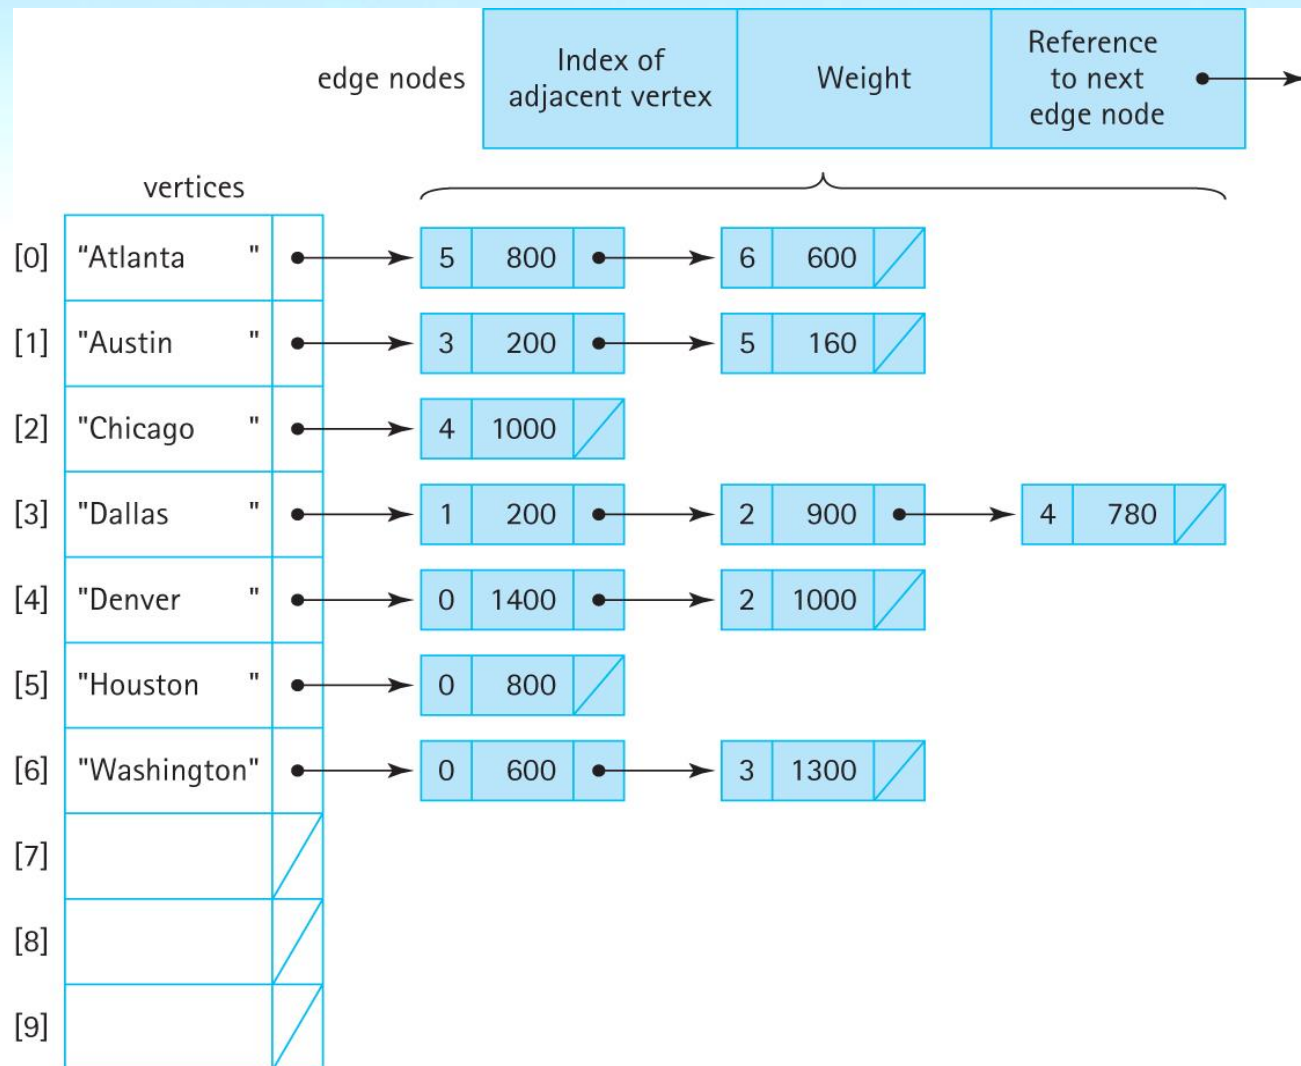 edge nodes
Index of
adjacent vertex
Weight
Reference
to next
edge node
vertices
[0] “Atlanta " 5 800 6 600
[1] "Austin " 3 200 5 160
[2] "Chicago " 4 1000
[3] "Dallas " 1 200 2 900 4 780
[4] "Denver " 0 1400 2 1000
[5] "Houston " 0 800
[6] "Washington" 0 600 3 1300
[7]
[8]
[9]